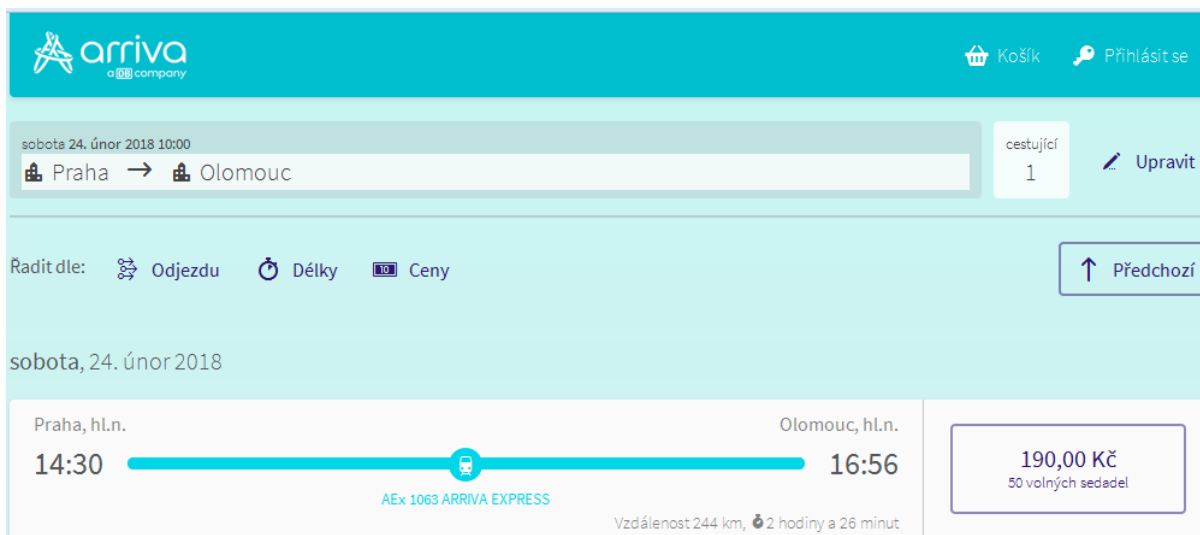 arriva
a DB company
Košík
Přihlásit se
sobota 24. únor 2018 10:00
Praha → Olomouc
cestující
1
Upravit
Řadit dle:
Odjezdu
Délky
10
Ceny
↑ Předchozí
sobota, 24. únor 2018
Praha, hl.n.
Olomouc, hl.n.
14:30
16:56
AEx 1063 ARRIVA EXPRESS
Vzdálenost 244 km, 2 hodiny a 26 minut
190,00 Kč
50 volných sedadel